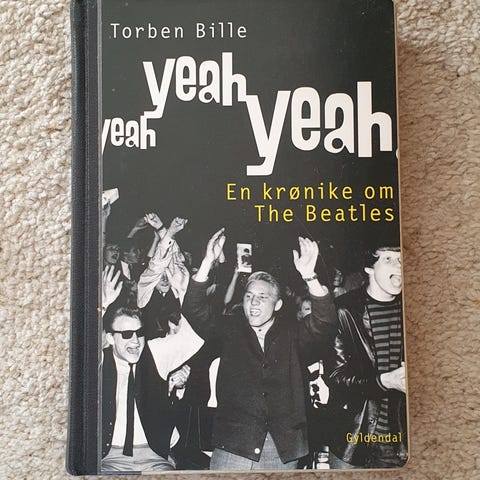 Torben Bille
yeah
yeah
yeah
En krønike om
The Beatles
Gyldendal